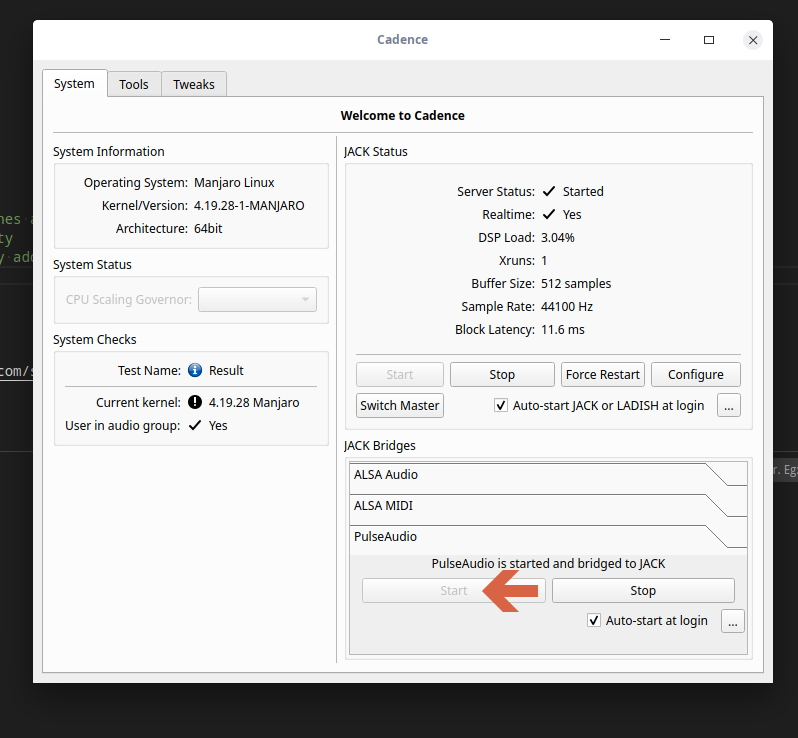 Cadence
System
Tools
Tweaks
Welcome to Cadence
System Information
Operating System: Manjaro Linux
Kernel/Version: 4.19.28-1-MANJARO
Architecture: 64bit
System Status
CPU Scaling Governor:
System Checks
Test Name: Result
Current kernel: 4.19.28 Manjaro
User in audio group: Yes
JACK Status
Server Status: Started
Realtime: Yes
DSP Load: 3.04%
Xruns: 1
Buffer Size: 512 samples
Sample Rate: 44100 Hz
Block Latency: 11.6 ms
Start
Stop
Force Restart
Configure
Switch Master
Auto-start JACK or LADISH at login
...
JACK Bridges
ALSA Audio
ALSA MIDI
PulseAudio
PulseAudio is started and bridged to JACK
Start
Stop
Auto-start at login
...